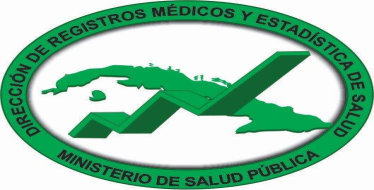 DIRECCIÓN DE REGISTROS MÉDICOS Y ESTADÍSTICA DE SALUD
MINISTERIO DE SALUD PÚBLICA